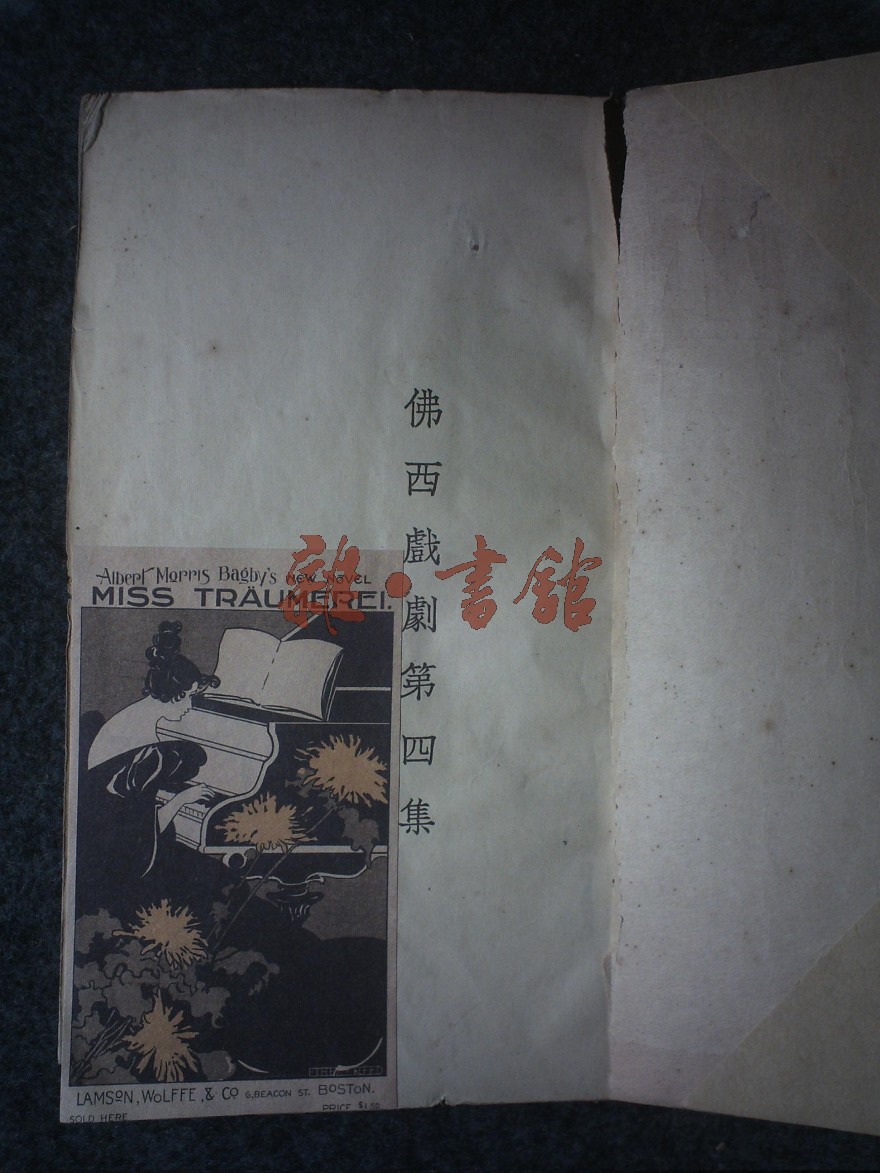 佛西戲劇第四集
雜·書館
Albert Morris Bagby's NEW NOVEL
MISS TRÄUMEREI.
LAMSON, WOLFFE, & CO 6, BEACON ST. BOSTON.
PRICE $1.50
SOLD HERE